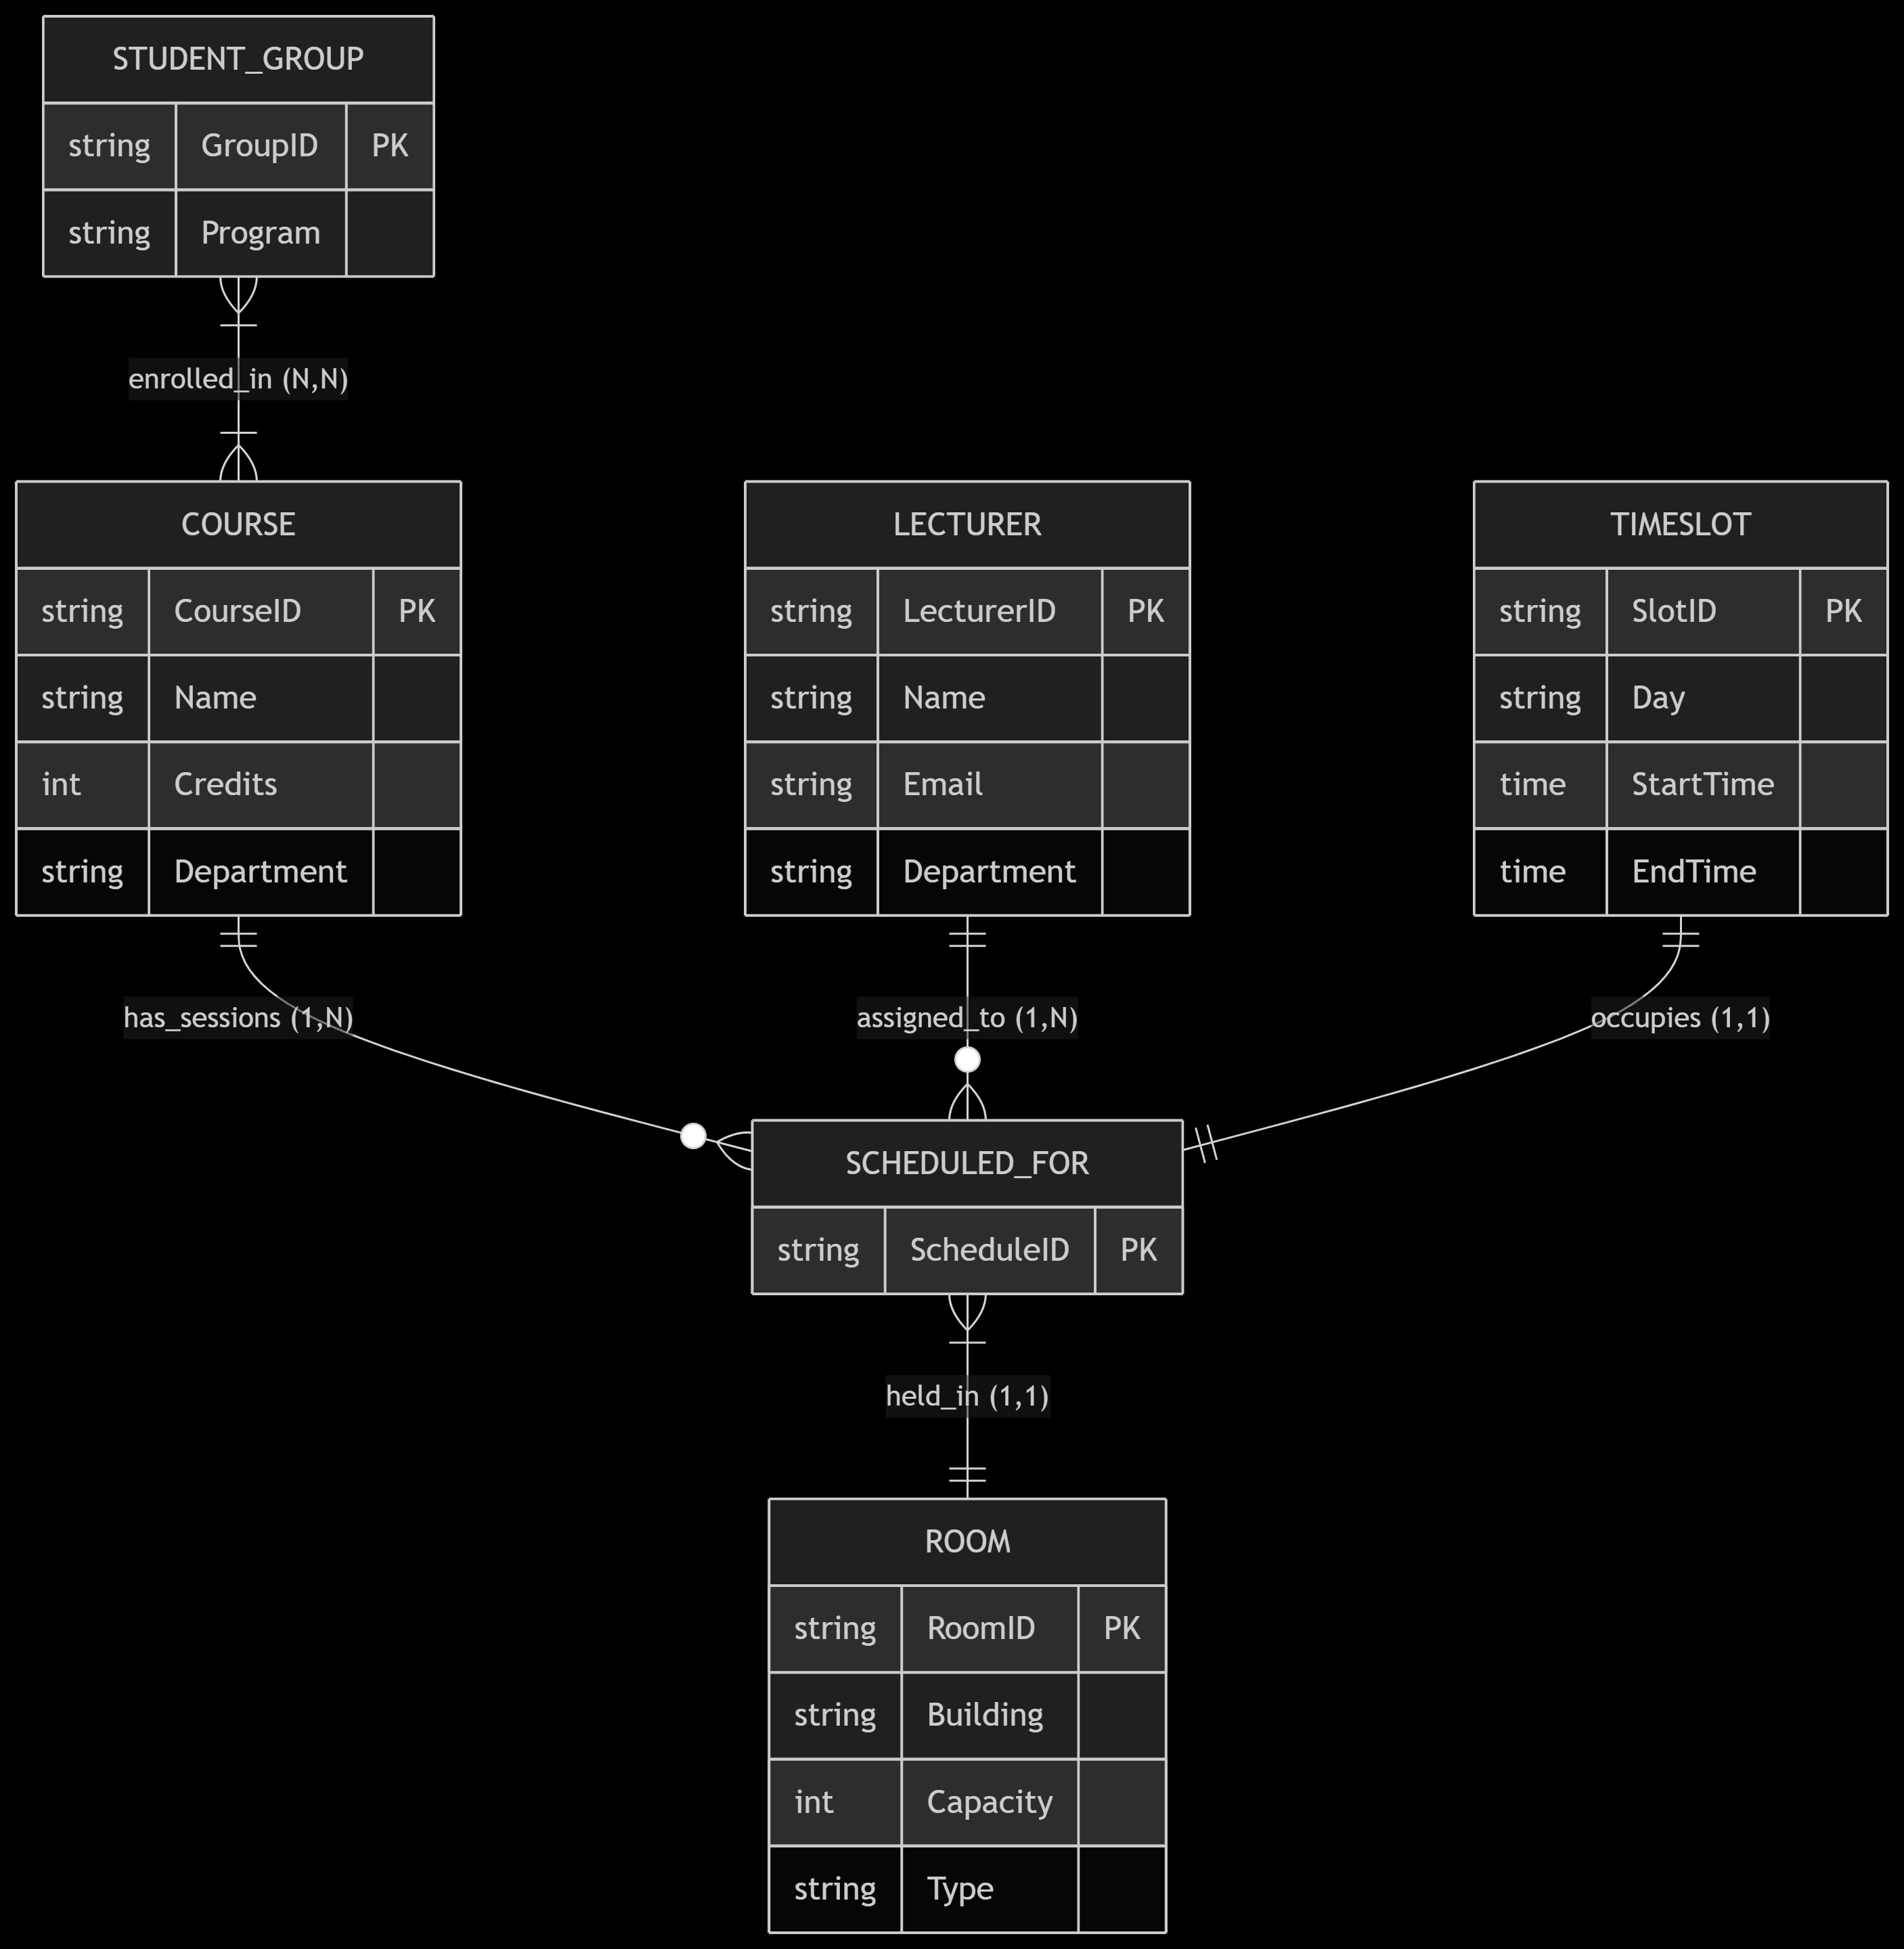 STUDENT_GROUP
string GroupID PK
string Program
enrolled_in (N,N)
COURSE
string CourseID PK
string Name
int Credits
string Department
LECTURER
string LecturerID PK
string Name
string Email
string Department
TIMESLOT
string SlotID PK
string Day
time StartTime
time EndTime
has_sessions (1,N)
assigned_to (1,N)
occupies (1,1)
SCHEDULED_FOR
string ScheduleID PK
held_in (1,1)
ROOM
string RoomID PK
string Building
int Capacity
string Type